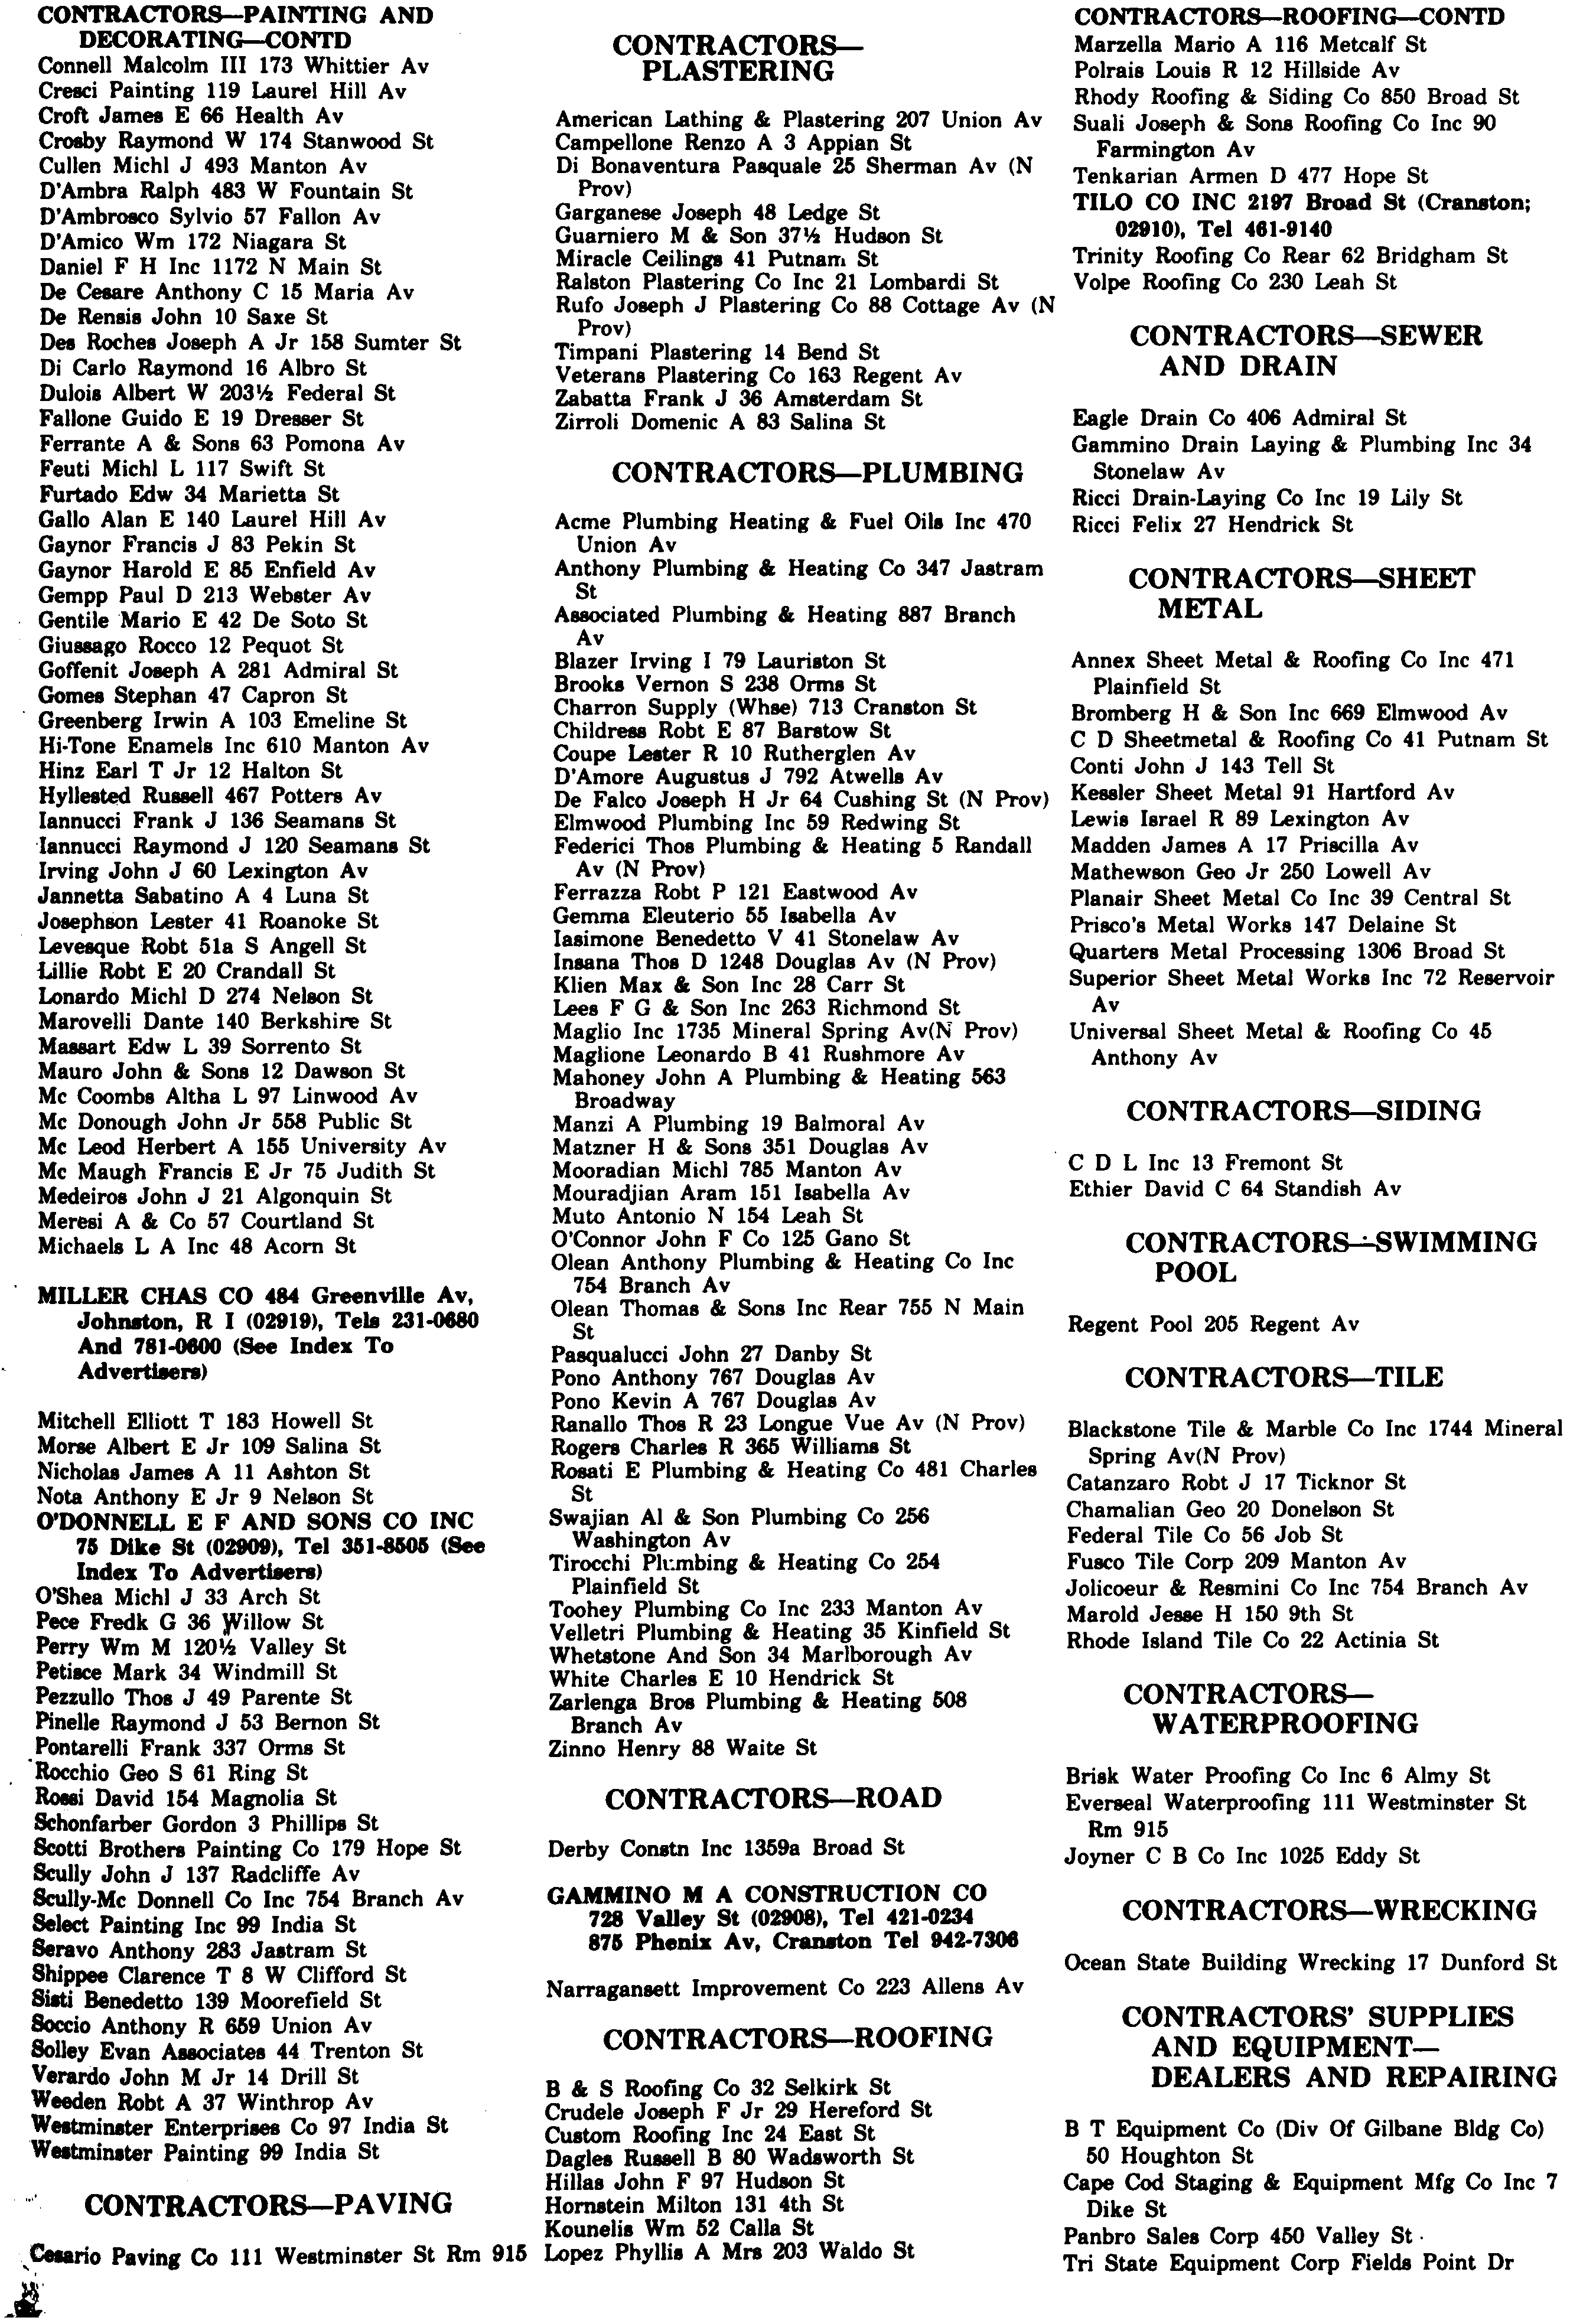 CONTRACTORS—PAINTING AND
DECORATING—CONTD
Connell Malcolm III 173 Whittier Av
Cresci Painting 119 Laurel Hill Av
Croft James E 66 Health Av
Crosby Raymond W 174 Stanwood St
Cullen Michl J 493 Manton Av
D'Ambra Ralph 483 W Fountain St
D'Ambrosco Sylvio 57 Fallon Av
D'Amico Wm 172 Niagara St
Daniel F H Inc 1172 N Main St
De Cesare Anthony C 15 Maria Av
De Rensis John 10 Saxe St
Des Roches Joseph A Jr 158 Sumter St
Di Carlo Raymond 16 Albro St
Dulois Albert W 203½ Federal St
Fallone Guido E 19 Dresser St
Ferrante A & Sons 63 Pomona Av
Feuti Michl L 117 Swift St
Furtado Edw 34 Marietta St
Gallo Alan E 140 Laurel Hill Av
Gaynor Francis J 83 Pekin St
Gaynor Harold E 85 Enfield Av
Gempp Paul D 213 Webster Av
Gentile Mario E 42 De Soto St
Giussago Rocco 12 Pequot St
Goffenit Joseph A 281 Admiral St
Gomes Stephan 47 Capron St
Greenberg Irwin A 103 Emeline St
Hi-Tone Enamels Inc 610 Manton Av
Hinz Earl T Jr 12 Halton St
Hyllested Russell 467 Potters Av
Iannucci Frank J 136 Seamans St
Iannucci Raymond J 120 Seamans St
Irving John J 60 Lexington Av
Jannetta Sabatino A 4 Luna St
Josephson Lester 41 Roanoke St
Levesque Robt 51a S Angell St
Lillie Robt E 20 Crandall St
Lonardo Michl D 274 Nelson St
Marovelli Dante 140 Berkshire St
Massart Edw L 39 Sorrento St
Mauro John & Sons 12 Dawson St
Mc Coombs Altha L 97 Linwood Av
Mc Donough John Jr 558 Public St
Mc Leod Herbert A 155 University Av
Mc Maugh Francis E Jr 75 Judith St
Medeiros John J 21 Algonquin St
Meresi A & Co 57 Courtland St
Michaels L A Inc 48 Acorn St
MILLER CHAS CO 484 Greenville Av,
Johnston, R I (02919), Tels 231-0680
And 781-0600 (See Index To
Advertisers)
Mitchell Elliott T 183 Howell St
Morse Albert E Jr 109 Salina St
Nicholas James A 11 Ashton St
Nota Anthony E Jr 9 Nelson St
O'DONNELL E F AND SONS CO INC
75 Dike St (02909), Tel 351-8505 (See
Index To Advertisers)
O'Shea Michl J 33 Arch St
Pece Fredk G 36 Willow St
Perry Wm M 120½ Valley St
Petisce Mark 34 Windmill St
Pezzullo Thos J 49 Parente St
Pinelle Raymond J 53 Bernon St
Pontarelli Frank 337 Orms St
Rocchio Geo S 61 Ring St
Rossi David 154 Magnolia St
Schonfarber Gordon 3 Phillips St
Scotti Brothers Painting Co 179 Hope St
Scully John J 137 Radcliffe Av
Scully-Mc Donnell Co Inc 754 Branch Av
Select Painting Inc 99 India St
Seravo Anthony 283 Jastram St
Shippee Clarence T 8 W Clifford St
Sisti Benedetto 139 Moorefield St
Soccio Anthony R 659 Union Av
Solley Evan Associates 44 Trenton St
Verardo John M Jr 14 Drill St
Weeden Robt A 37 Winthrop Av
Westminster Enterprises Co 97 India St
Westminster Painting 99 India St
CONTRACTORS—PAVING
Cesario Paving Co 111 Westminster St Rm 915
CONTRACTORS—
PLASTERING
American Lathing & Plastering 207 Union Av
Campellone Renzo A 3 Appian St
Di Bonaventura Pasquale 25 Sherman Av (N
Prov)
Garganese Joseph 48 Ledge St
Guarniero M & Son 37½ Hudson St
Miracle Ceilings 41 Putnam St
Ralston Plastering Co Inc 21 Lombardi St
Rufo Joseph J Plastering Co 88 Cottage Av (N
Prov)
Timpani Plastering 14 Bend St
Veterans Plastering Co 163 Regent Av
Zabatta Frank J 36 Amsterdam St
Zirroli Domenic A 83 Salina St
CONTRACTORS—PLUMBING
Acme Plumbing Heating & Fuel Oils Inc 470
Union Av
Anthony Plumbing & Heating Co 347 Jastram
St
Associated Plumbing & Heating 887 Branch
Av
Blazer Irving I 79 Lauriston St
Brooks Vernon S 238 Orms St
Charron Supply (Whse) 713 Cranston St
Childress Robt E 87 Barstow St
Coupe Lester R 10 Rutherglen Av
D'Amore Augustus J 792 Atwells Av
De Falco Joseph H Jr 64 Cushing St (N Prov)
Elmwood Plumbing Inc 59 Redwing St
Federici Thos Plumbing & Heating 5 Randall
Av (N Prov)
Ferrazza Robt P 121 Eastwood Av
Gemma Eleuterio 55 Isabella Av
Iasimone Benedetto V 41 Stonelaw Av
Insana Thos D 1248 Douglas Av (N Prov)
Klien Max & Son Inc 28 Carr St
Lees F G & Son Inc 263 Richmond St
Maglio Inc 1735 Mineral Spring Av(N Prov)
Maglione Leonardo B 41 Rushmore Av
Mahoney John A Plumbing & Heating 563
Broadway
Manzi A Plumbing 19 Balmoral Av
Matzner H & Sons 351 Douglas Av
Mooradian Michl 785 Manton Av
Mouradjian Aram 151 Isabella Av
Muto Antonio N 154 Leah St
O'Connor John F Co 125 Gano St
Olean Anthony Plumbing & Heating Co Inc
754 Branch Av
Olean Thomas & Sons Inc Rear 755 N Main
St
Pasqualucci John 27 Danby St
Pono Anthony 767 Douglas Av
Pono Kevin A 767 Douglas Av
Ranallo Thos R 23 Longue Vue Av (N Prov)
Rogers Charles R 365 Williams St
Rosati E Plumbing & Heating Co 481 Charles
St
Swajian Al & Son Plumbing Co 256
Washington Av
Tirocchi Plumbing & Heating Co 254
Plainfield St
Toohey Plumbing Co Inc 233 Manton Av
Velletri Plumbing & Heating 35 Kinfield St
Whetstone And Son 34 Marlborough Av
White Charles E 10 Hendrick St
Zarlenga Bros Plumbing & Heating 508
Branch Av
Zinno Henry 88 Waite St
CONTRACTORS—ROAD
Derby Constn Inc 1359a Broad St
GAMMINO M A CONSTRUCTION CO
728 Valley St (02908), Tel 421-0234
875 Phenix Av, Cranston Tel 942-7306
Narragansett Improvement Co 223 Allens Av
CONTRACTORS—ROOFING
B & S Roofing Co 32 Selkirk St
Crudele Joseph F Jr 29 Hereford St
Custom Roofing Inc 24 East St
Dagles Russell B 80 Wadsworth St
Hillas John F 97 Hudson St
Hornstein Milton 131 4th St
Kounelis Wm 52 Calla St
Lopez Phyllis A Mrs 203 Waldo St
CONTRACTORS—ROOFING—CONTD
Marzella Mario A 116 Metcalf St
Polrais Louis R 12 Hillside Av
Rhody Roofing & Siding Co 850 Broad St
Suali Joseph & Sons Roofing Co Inc 90
Farmington Av
Tenkarian Armen D 477 Hope St
TILO CO INC 2197 Broad St (Cranston;
02910), Tel 461-9140
Trinity Roofing Co Rear 62 Bridgham St
Volpe Roofing Co 230 Leah St
CONTRACTORS—SEWER
AND DRAIN
Eagle Drain Co 406 Admiral St
Gammino Drain Laying & Plumbing Inc 34
Stonelaw Av
Ricci Drain-Laying Co Inc 19 Lily St
Ricci Felix 27 Hendrick St
CONTRACTORS—SHEET
METAL
Annex Sheet Metal & Roofing Co Inc 471
Plainfield St
Bromberg H & Son Inc 669 Elmwood Av
C D Sheetmetal & Roofing Co 41 Putnam St
Conti John J 143 Tell St
Kessler Sheet Metal 91 Hartford Av
Lewis Israel R 89 Lexington Av
Madden James A 17 Priscilla Av
Mathewson Geo Jr 250 Lowell Av
Planair Sheet Metal Co Inc 39 Central St
Prisco's Metal Works 147 Delaine St
Quarters Metal Processing 1306 Broad St
Superior Sheet Metal Works Inc 72 Reservoir
Av
Universal Sheet Metal & Roofing Co 45
Anthony Av
CONTRACTORS—SIDING
C D L Inc 13 Fremont St
Ethier David C 64 Standish Av
CONTRACTORS—SWIMMING
POOL
Regent Pool 205 Regent Av
CONTRACTORS—TILE
Blackstone Tile & Marble Co Inc 1744 Mineral
Spring Av(N Prov)
Catanzaro Robt J 17 Ticknor St
Chamalian Geo 20 Donelson St
Federal Tile Co 56 Job St
Fusco Tile Corp 209 Manton Av
Jolicoeur & Resmini Co Inc 754 Branch Av
Marold Jesse H 150 9th St
Rhode Island Tile Co 22 Actinia St
CONTRACTORS—
WATERPROOFING
Brisk Water Proofing Co Inc 6 Almy St
Everseal Waterproofing 111 Westminster St
Rm 915
Joyner C B Co Inc 1025 Eddy St
CONTRACTORS—WRECKING
Ocean State Building Wrecking 17 Dunford St
CONTRACTORS' SUPPLIES
AND EQUIPMENT—
DEALERS AND REPAIRING
B T Equipment Co (Div Of Gilbane Bldg Co)
50 Houghton St
Cape Cod Staging & Equipment Mfg Co Inc 7
Dike St
Panbro Sales Corp 450 Valley St
Tri State Equipment Corp Fields Point Dr